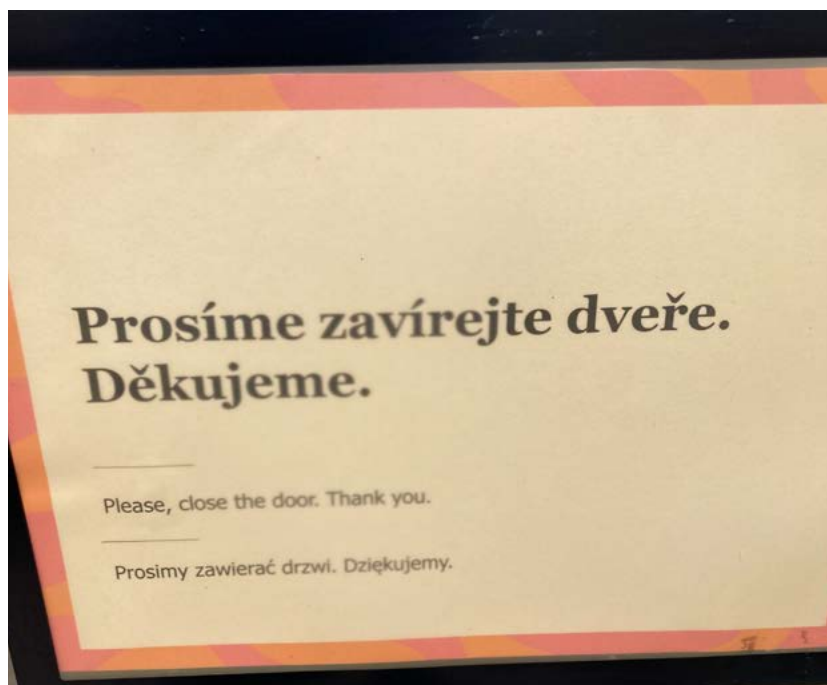 Prosíme zavírejte dveře.
Děkujeme.
Please, close the door. Thank you.
Prosimy zawierać drzwi. Dziękujemy.